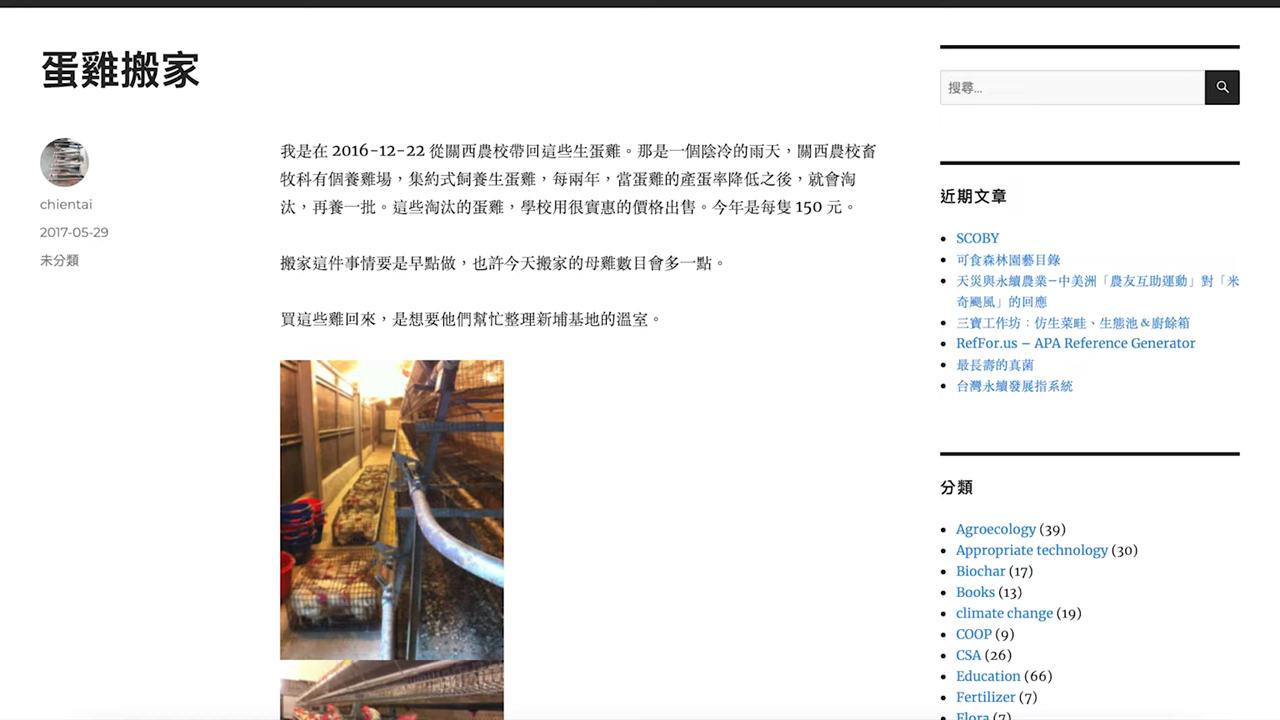 蛋雞搬家
chientai
2017-05-29
未分類
我是在 2016-12-22 從關西農校帶回這些生蛋雞。那是一個陰冷的雨天，關西農校畜
牧科有個養雞場，集約式飼養生蛋雞，每兩年，當蛋雞的產蛋率降低之後，就會淘
汰，再養一批。這些淘汰的蛋雞，學校用很實惠的價格出售。今年是每隻 150 元。
搬家這件事情要是早點做，也許今天搬家的母雞數目會多一點。
買這些雞回來，是想要他們幫忙整理新埔基地的溫室。
搜尋...
近期文章
SCOBY
可食森林園藝目錄
天災與永續農業–中美洲「農友互助運動」對「米
奇颶風」的回應
三寶工作坊：仿生菜畦、生態池＆廚餘箱
RefFor.us – APA Reference Generator
最長壽的真菌
台灣永續發展指系統
分類
Agroecology (39)
Appropriate technology (30)
Biochar (17)
Books (13)
climate change (19)
COOP (9)
CSA (26)
Education (66)
Fertilizer (7)
Flora (7)